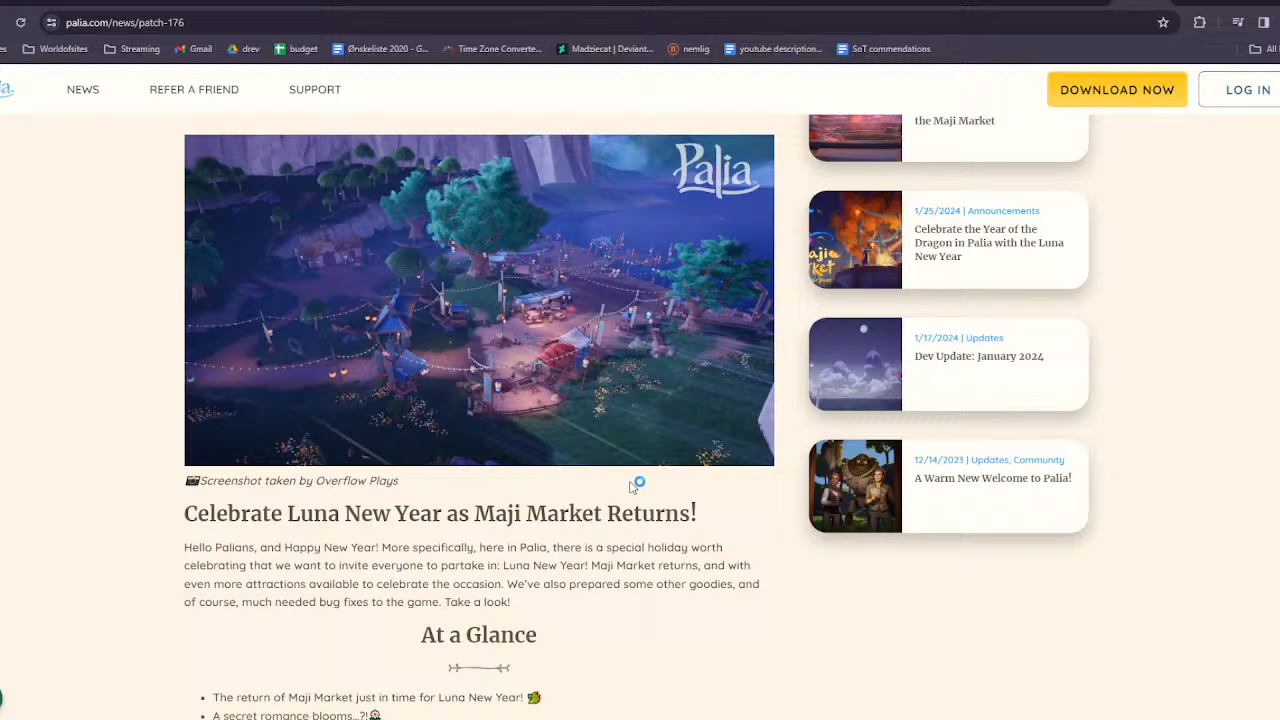 palia.com/news/patch-176
WorlddofSites
Streaming
Gmail
dev
budget
Ønskeliste 2020 - G...
Time Zone Converte...
Madziecat | Deviant...
nemlig
youtube description...
SoT commendations
All
NEWS
REFER A FRIEND
SUPPORT
DOWNLOAD NOW
LOG IN
Palia
Screenshot taken by Overflow Plays
Celebrate Luna New Year as Maji Market Returns!
Hello Palians, and Happy New Year! More specifically, here in Palia, there is a special holiday worth
celebrating that we want to invite everyone to partake in: Luna New Year! Maji Market returns, and with
even more attractions available to celebrate the occasion. We've also prepared some other goodies, and
of course, much needed bug fixes to the game. Take a look!
At a Glance
• The return of Maji Market just in time for Luna New Year! 🐲
• A secret romance blooms...?!
the Maji Market
1/25/2024 | Announcements
Celebrate the Year of the
Dragon in Palia with the Luna
New Year
1/17/2024 | Updates
Dev Update: January 2024
12/14/2023 | Updates, Community
A Warm New Welcome to Palia!